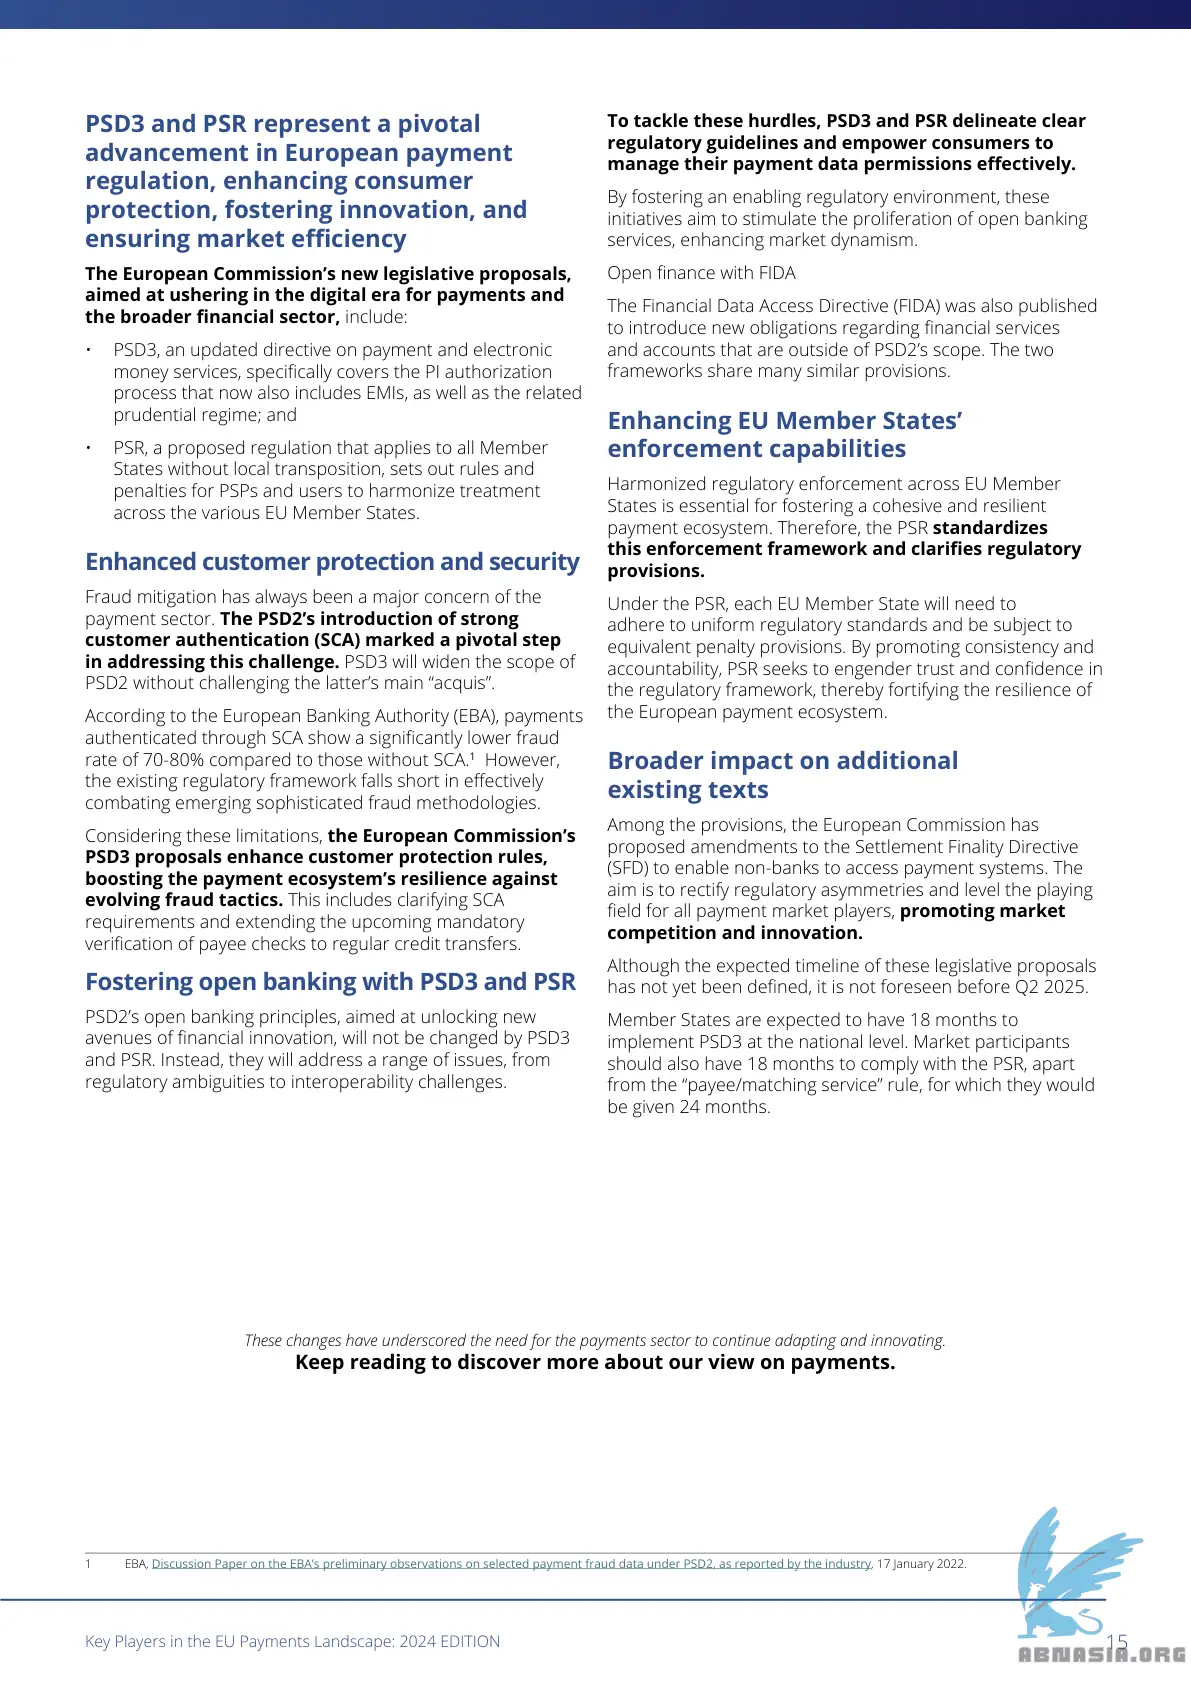 PSD3 and PSR represent a pivotal
advancement in European payment
regulation, enhancing consumer
protection, fostering innovation, and
ensuring market efficiency
The European Commission’s new legislative proposals,
aimed at ushering in the digital era for payments and
the broader financial sector, include:
• PSD3, an updated directive on payment and electronic
money services, specifically covers the PI authorization
process that now also includes EMIs, as well as the related
prudential regime; and
• PSR, a proposed regulation that applies to all Member
States without local transposition, sets out rules and
penalties for PSPs and users to harmonize treatment
across the various EU Member States.
Enhanced customer protection and security
Fraud mitigation has always been a major concern of the
payment sector. The PSD2’s introduction of strong
customer authentication (SCA) marked a pivotal step
in addressing this challenge. PSD3 will widen the scope of
PSD2 without challenging the latter’s main “acquis”.
According to the European Banking Authority (EBA), payments
authenticated through SCA show a significantly lower fraud
rate of 70-80% compared to those without SCA.¹ However,
the existing regulatory framework falls short in effectively
combating emerging sophisticated fraud methodologies.
Considering these limitations, the European Commission’s
PSD3 proposals enhance customer protection rules,
boosting the payment ecosystem’s resilience against
evolving fraud tactics. This includes clarifying SCA
requirements and extending the upcoming mandatory
verification of payee checks to regular credit transfers.
Fostering open banking with PSD3 and PSR
PSD2’s open banking principles, aimed at unlocking new
avenues of financial innovation, will not be changed by PSD3
and PSR. Instead, they will address a range of issues, from
regulatory ambiguities to interoperability challenges.
To tackle these hurdles, PSD3 and PSR delineate clear
regulatory guidelines and empower consumers to
manage their payment data permissions effectively.
By fostering an enabling regulatory environment, these
initiatives aim to stimulate the proliferation of open banking
services, enhancing market dynamism.
Open finance with FIDA
The Financial Data Access Directive (FIDA) was also published
to introduce new obligations regarding financial services
and accounts that are outside of PSD2’s scope. The two
frameworks share many similar provisions.
Enhancing EU Member States’
enforcement capabilities
Harmonized regulatory enforcement across EU Member
States is essential for fostering a cohesive and resilient
payment ecosystem. Therefore, the PSR standardizes
this enforcement framework and clarifies regulatory
provisions.
Under the PSR, each EU Member State will need to
adhere to uniform regulatory standards and be subject to
equivalent penalty provisions. By promoting consistency and
accountability, PSR seeks to engender trust and confidence in
the regulatory framework, thereby fortifying the resilience of
the European payment ecosystem.
Broader impact on additional
existing texts
Among the provisions, the European Commission has
proposed amendments to the Settlement Finality Directive
(SFD) to enable non-banks to access payment systems. The
aim is to rectify regulatory asymmetries and level the playing
field for all payment market players, promoting market
competition and innovation.
Although the expected timeline of these legislative proposals
has not yet been defined, it is not foreseen before Q2 2025.
Member States are expected to have 18 months to
implement PSD3 at the national level. Market participants
should also have 18 months to comply with the PSR, apart
from the “payee/matching service” rule, for which they would
be given 24 months.
These changes have underscored the need for the payments sector to continue adapting and innovating.
Keep reading to discover more about our view on payments.
1 EBA, Discussion Paper on the EBA’s preliminary observations on selected payment fraud data under PSD2, as reported by the industry, 17 January 2022.
Key Players in the EU Payments Landscape: 2024 EDITION
15
ABNASIA.ORG